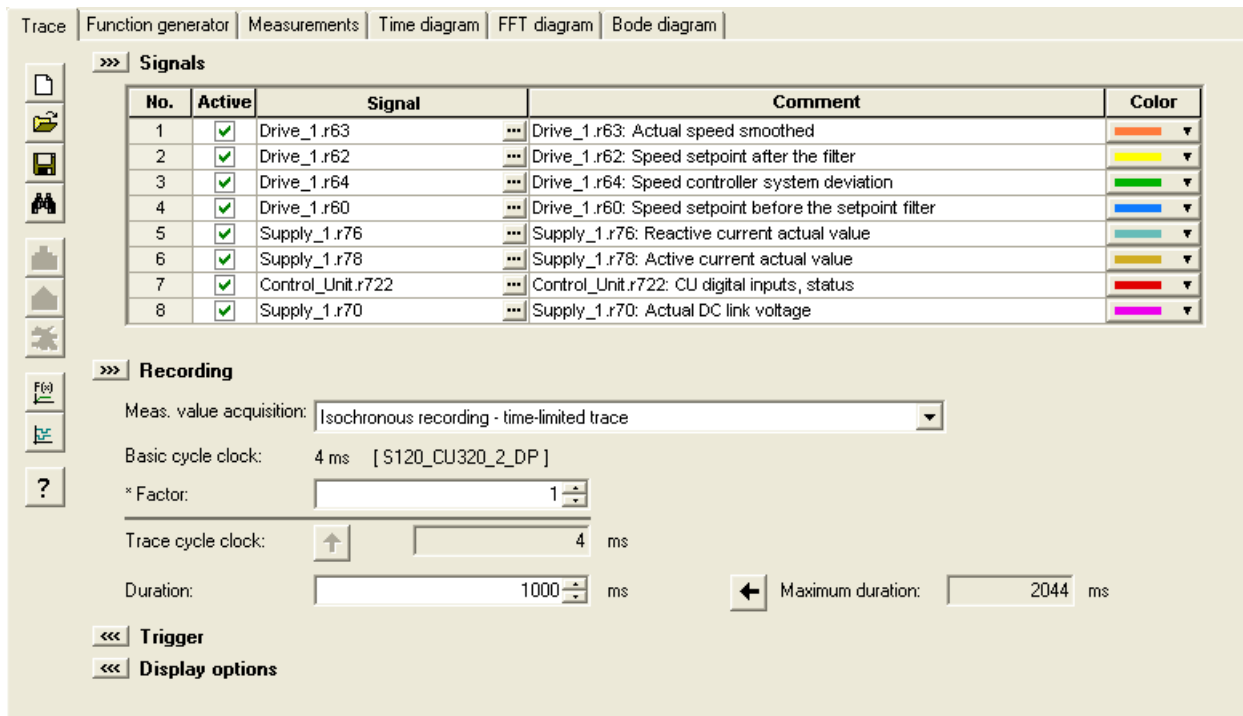 Trace Function generator Measurements Time diagram FFT diagram Bode diagram
>>> Signals
No. Active Signal Comment Color
1 Drive_1.r63 ... Drive_1.r63: Actual speed smoothed
2 Drive_1.r62 ... Drive_1.r62: Speed setpoint after the filter
3 Drive_1.r64 ... Drive_1.r64: Speed controller system deviation
4 Drive_1.r60 ... Drive_1.r60: Speed setpoint before the setpoint filter
5 Supply_1.r76 ... Supply_1.r76: Reactive current actual value
6 Supply_1.r78 ... Supply_1.r78: Active current actual value
7 Control_Unit.r722 ... Control_Unit.r722: CU digital inputs, status
8 Supply_1.r70 ... Supply_1.r70: Actual DC link voltage
>>> Recording
F(x)
Meas. value acquisition: Isochronous recording - time-limited trace
Basic cycle clock: 4 ms [ S120_CU320_2_DP ]
?
* Factor: 1
Trace cycle clock: 4 ms
Duration: 1000 ms Maximum duration: 2044 ms
<<< Trigger
<<< Display options